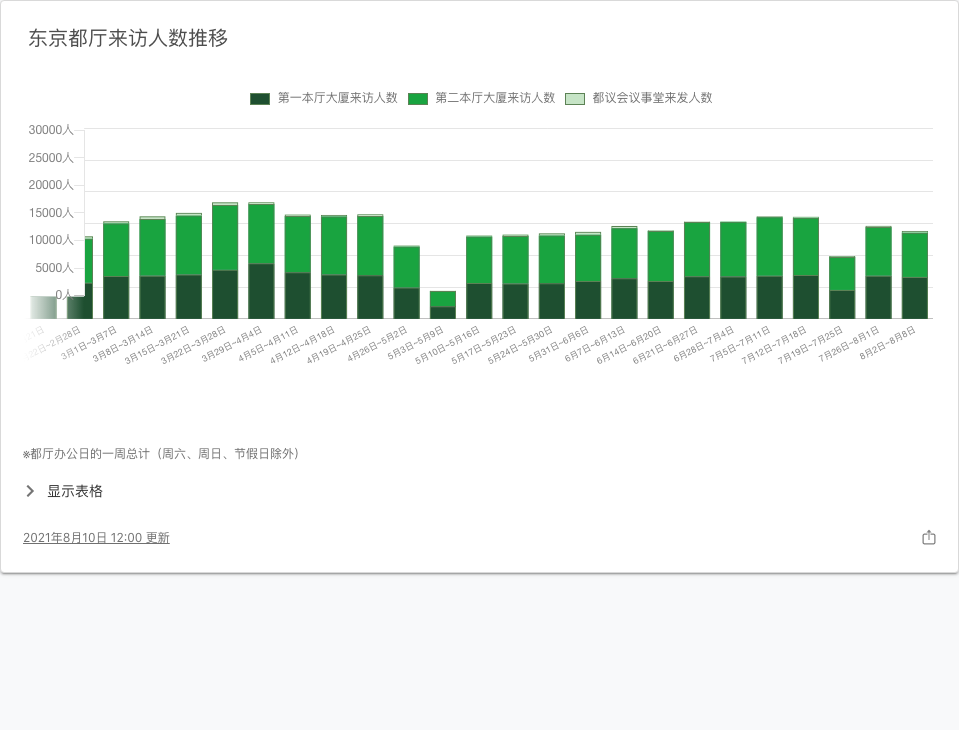 东京都厅来访人数推移
第一本厅大厦来访人数
第二本厅大厦来访人数
都议会议事堂来发人数
30000人
25000人
20000人
15000人
10000人
5000人
0人
3月1日~3月7日
3月8日~3月14日
3月15日~3月21日
3月22日~3月28日
3月29日~4月4日
4月5日~4月11日
4月12日~4月18日
4月19日~4月25日
4月26日~5月2日
5月3日~5月9日
5月10日~5月16日
5月17日~5月23日
5月24日~5月30日
5月31日~6月6日
6月7日~6月13日
6月14日~6月20日
6月21日~6月27日
6月28日~7月4日
7月5日~7月11日
7月12日~7月18日
7月19日~7月25日
7月26日~8月1日
8月2日~8月8日
※都厅办公日的一周总计（周六、周日、节假日除外）
显示表格
2021年8月10日 12:00 更新